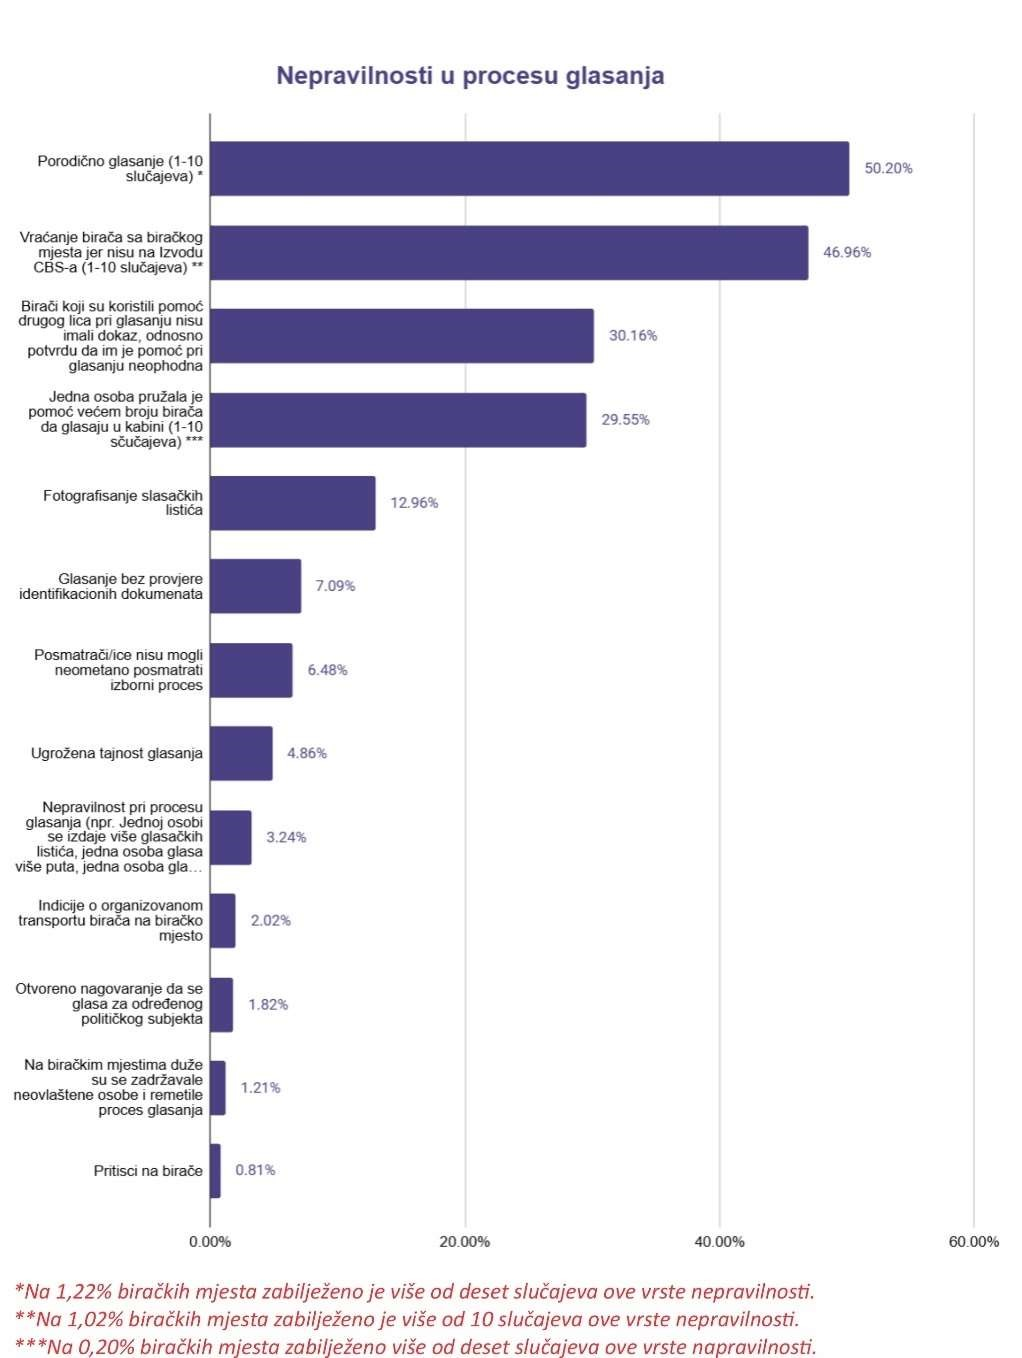 Nepravilnosti u procesu glasanja
Porodično glasanje (1-10
slučajeva) *
50.20%
Vraćanje birača sa biračkog
mjesta jer nisu na Izvodu
CBS-a (1-10 slučajeva) **
46.96%
Birači koji su koristili pomoć
drugog lica pri glasanju nisu
imali dokaz, odnosno
potvrdu da im je pomoć pri
glasanju neophodna
30.16%
Jedna osoba pružala je
pomoć većem broju birača
da glasaju u kabini (1-10
sčučajeva) ***
29.55%
Fotografisanje slasačkih
listića
12.96%
Glasanje bez provjere
identifikacionih dokumenata
7.09%
Posmatrači/ice nisu mogli
neometano posmatrati
izborni proces
6.48%
Ugrožena tajnost glasanja
4.86%
Nepravilnost pri procesu
glasanja (npr. Jednoj osobi
se izdaje više glasačkih
listića, jedna osoba glasa
više puta, jedna osoba gla…
3.24%
Indicije o organizovanom
transportu birača na biračko
mjesto
2.02%
Otvoreno nagovaranje da se
glasa za određenog
političkog subjekta
1.82%
Na biračkim mjestima duže
su se zadržavale
neovlaštene osobe i remetile
proces glasanja
1.21%
Pritisci na birače
0.81%
0.00% 20.00% 40.00% 60.00%
*Na 1,22% biračkih mjesta zabilježeno je više od deset slučajeva ove vrste nepravilnosti.
**Na 1,02% biračkih mjesta zabilježeno je više od 10 slučajeva ove vrste nepravilnosti.
***Na 0,20% biračkih mjesta zabilježeno više od deset slučajeva ove vrste napravilnosti.